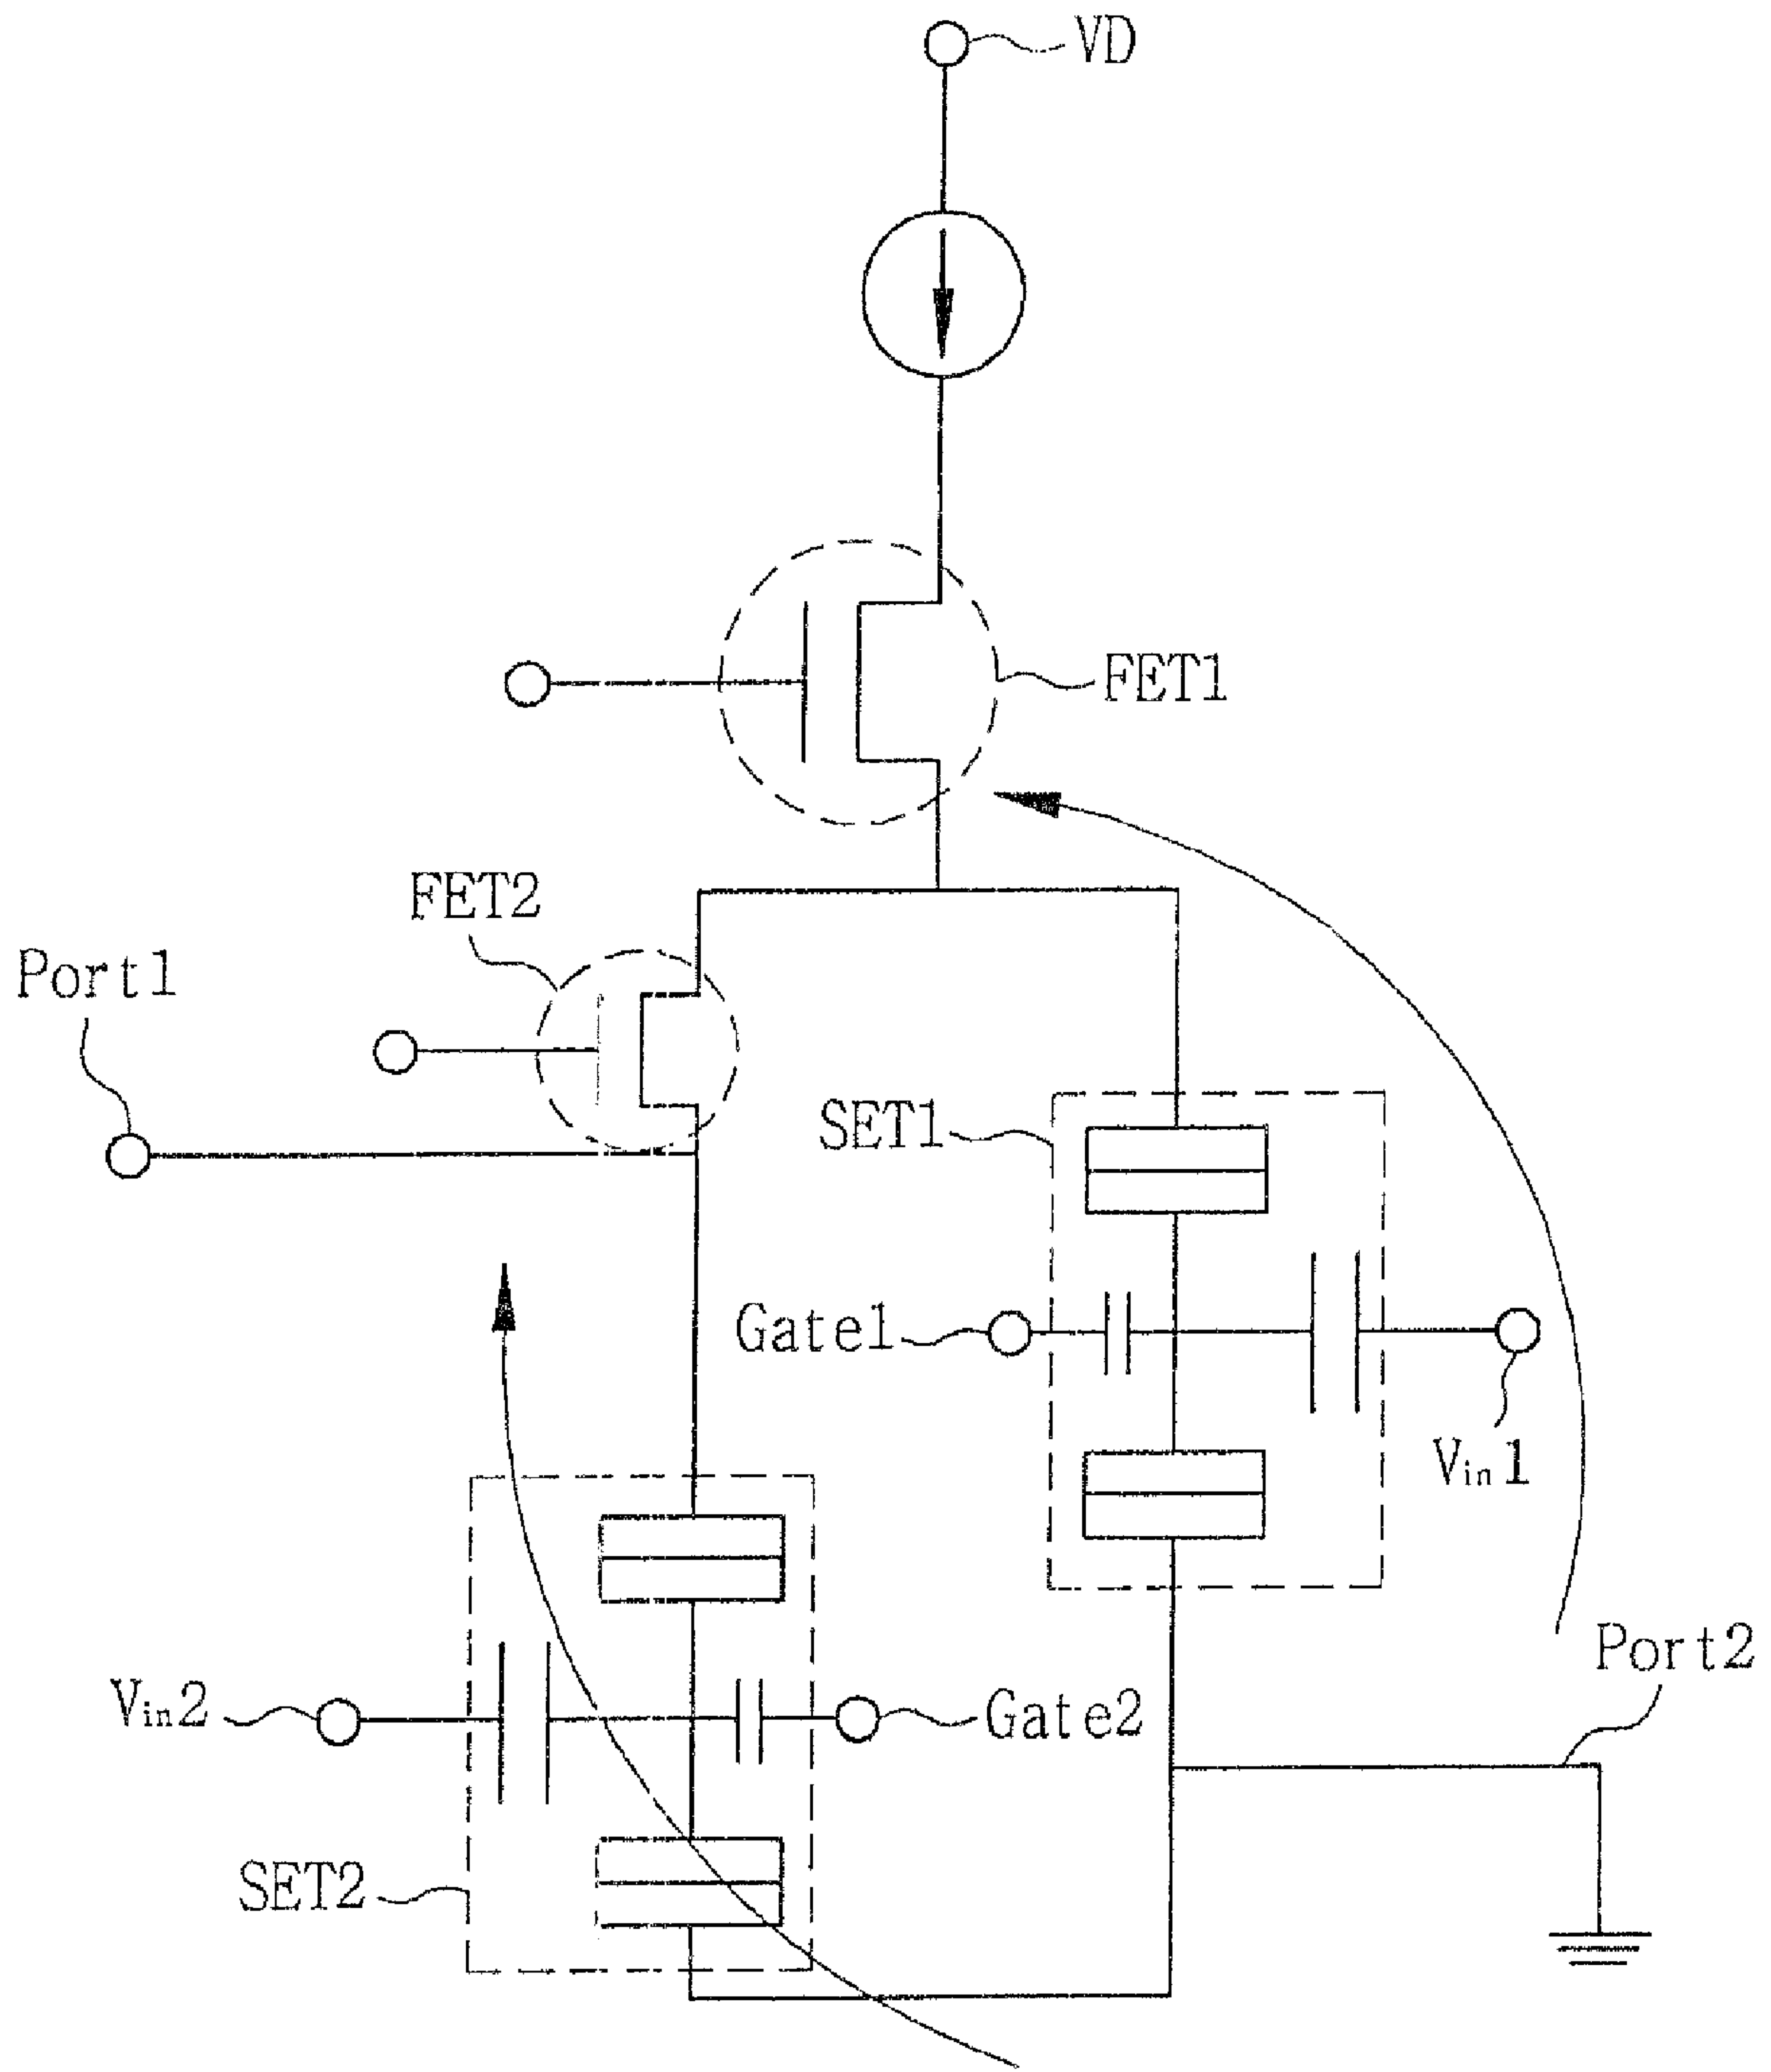 VD
FET1
FET2
Port1
SET1
Gate1
Vin1
Port2
Vin2
Gate2
SET2